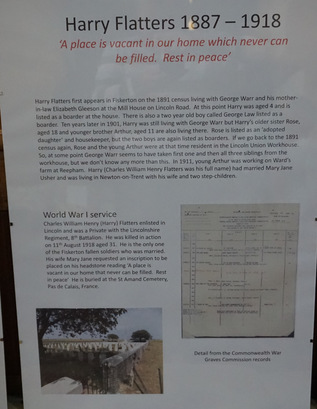 Harry Flatters 1887 – 1918
'A place is vacant in our home which never can
be filled.  Rest in peace'
Harry Flatters first appears in Fiskerton on the 1891 census living with George Warr and his mother-
in-law Elizabeth Gleeson at the Mill House on Lincoln Road.  At this point Harry was aged 4 and is
listed as a boarder at the house.  There is also a two year old boy called George Law listed as a
boarder.  Ten years later in 1901, Harry was still living with George Warr but Harry's older sister Rose,
aged 18 and younger brother Arthur, aged 11 are also living there.  Rose is listed as an 'adopted
daughter' and housekeeper, but the two boys are again listed as boarders.  If we go back to the 1891
census again, Rose and the young Arthur were at that time resident in the Lincoln Union Workhouse.
So, at some point George Warr seems to have taken first one and then all three siblings from the
workhouse, but we don't know any more than this.  In 1911, young Arthur was working on Ward's
farm at Reepham.  Harry (Charles William Henry Flatters was his full name) had married Mary Jane
Usher and was living in Newton-on-Trent with his wife and two step-children.
World War I service
Charles William Henry (Harry) Flatters enlisted in
Lincoln and was a Private with the Lincolnshire
Regiment, 8th Battalion.  He was killed in action
on 11th August 1918 aged 31.  He is the only one
of the Fiskerton fallen soldiers who was married.
His wife Mary Jane requested an inscription to be
placed on his headstone reading 'A place is
vacant in our home that never can be filled.  Rest
in peace'  He is buried at the St Amand Cemetery,
Pas de Calais, France.
Detail from the Commonwealth War
Graves Commission records